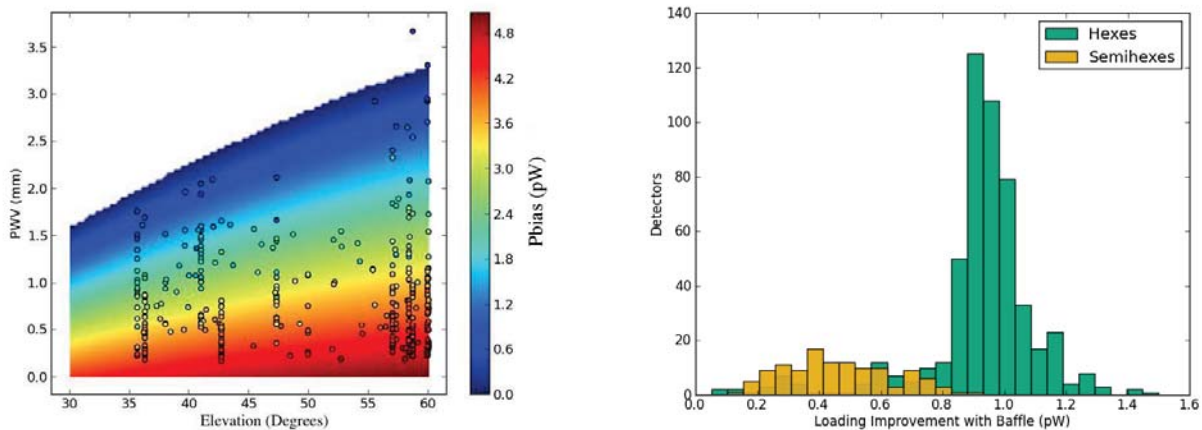 3.5
3.0
2.5
2.0
1.5
1.0
0.5
0.0
PWV (mm)
30 35 40 45 50 55 60
Elevation (Degrees)
4.8
4.2
3.6
3.0
2.4
1.8
1.2
0.6
0.0
Pbias (pW)
140
120
100
80
60
40
20
0
Detectors
Hexes
Semihexes
0.0 0.2 0.4 0.6 0.8 1.0 1.2 1.4 1.6
Loading Improvement with Baffle (pW)